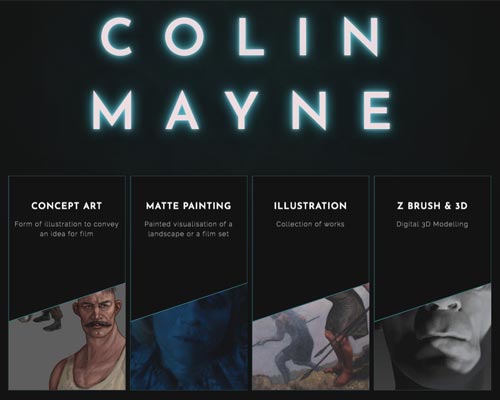 COLIN
MAYNE
CONCEPT ART
Form of illustration to convey
an idea for film
MATTE PAINTING
Painted visualisation of a
landscape or a film set
ILLUSTRATION
Collection of works
Z BRUSH & 3D
Digital 3D Modelling